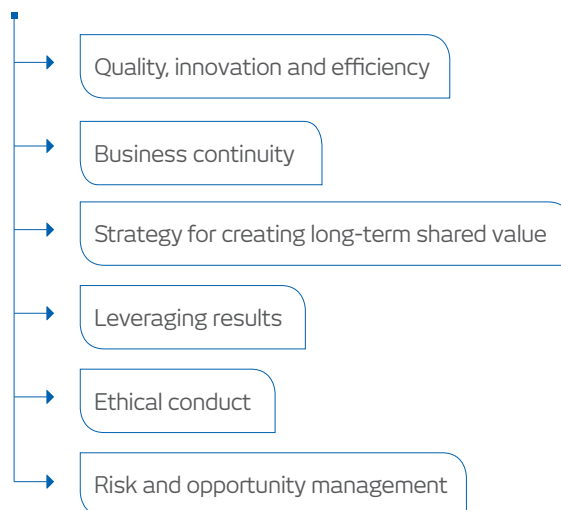 Quality, innovation and efficiency
Business continuity
Strategy for creating long-term shared value
Leveraging results
Ethical conduct
Risk and opportunity management